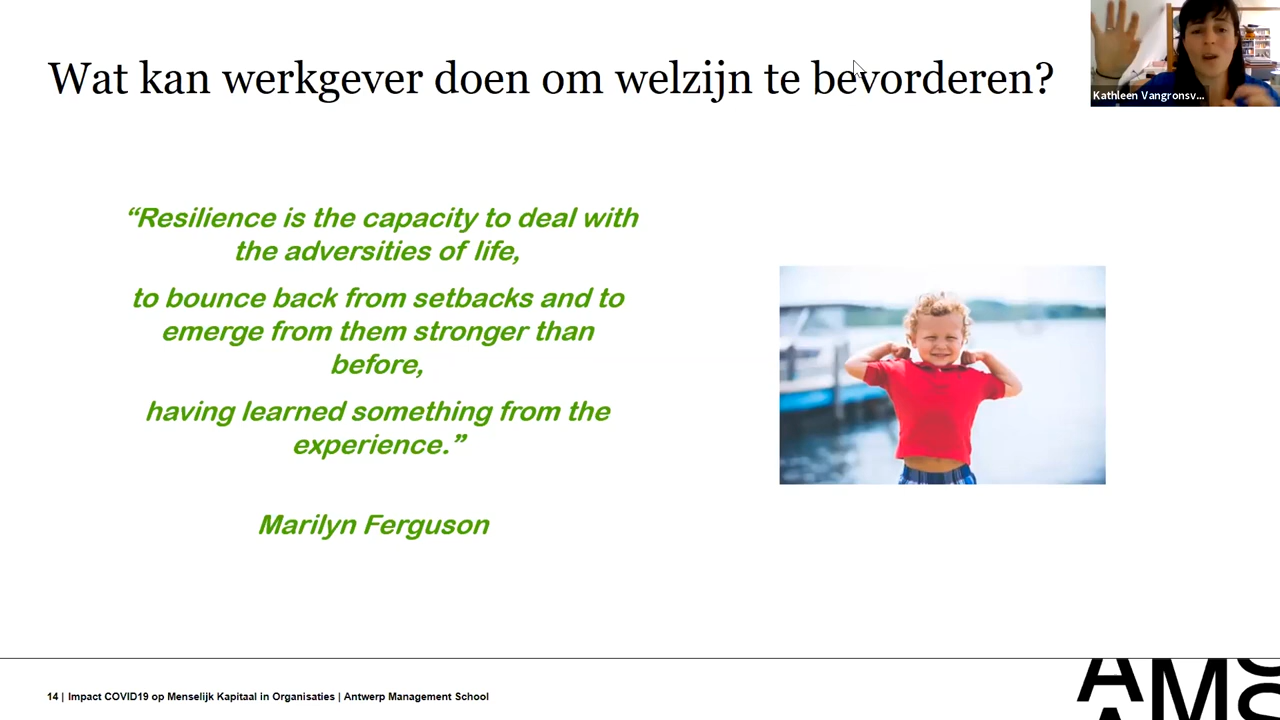 Wat kan werkgever doen om welzijn te bevorderen?
Kathleen Vangronsv...
“Resilience is the capacity to deal with
the adversities of life,
to bounce back from setbacks and to
emerge from them stronger than
before,
having learned something from the
experience.”
Marilyn Ferguson
14 | Impact COVID19 op Menselijk Kapitaal in Organisaties | Antwerp Management School
AMS